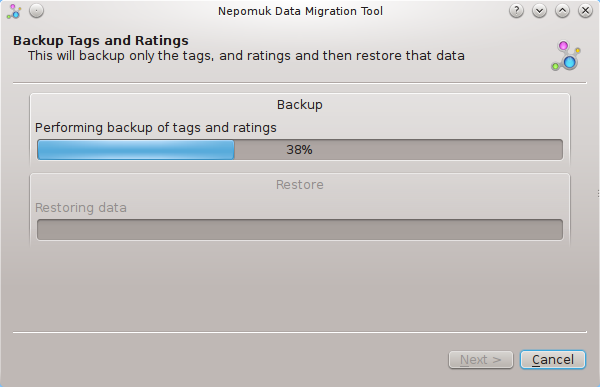 Nepomuk Data Migration Tool
Backup Tags and Ratings
This will backup only the tags, and ratings and then restore that data
Backup
Performing backup of tags and ratings
38%
Restore
Restoring data
Next >
Cancel